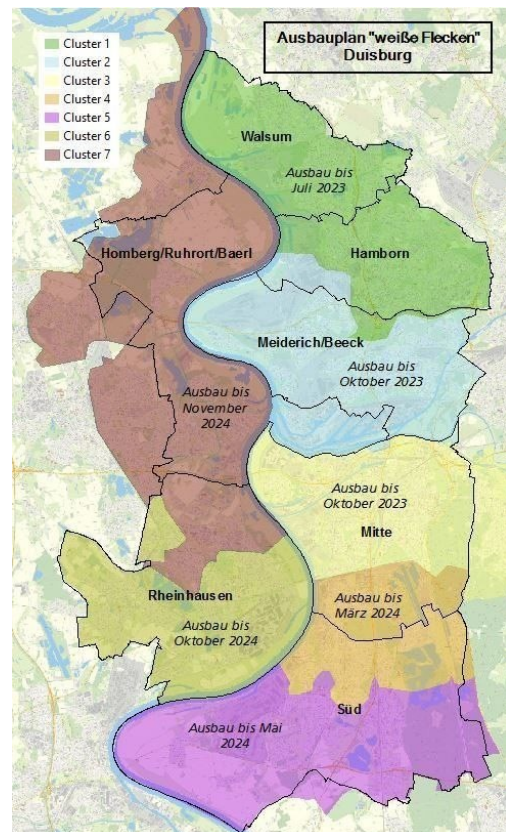 Ausbauplan "weiße Flecken"
Duisburg
Cluster 1
Cluster 2
Cluster 3
Cluster 4
Cluster 5
Cluster 6
Cluster 7
Walsum
Ausbau bis
Juli 2023
Homberg/Ruhrort/Baerl
Hamborn
Meiderich/Beeck
Ausbau bis
Oktober 2023
Ausbau bis
November
2024
Ausbau bis
Oktober 2023
Mitte
Rheinhausen
Ausbau bis
März 2024
Ausbau bis
Oktober 2024
Süd
Ausbau bis Mai
2024